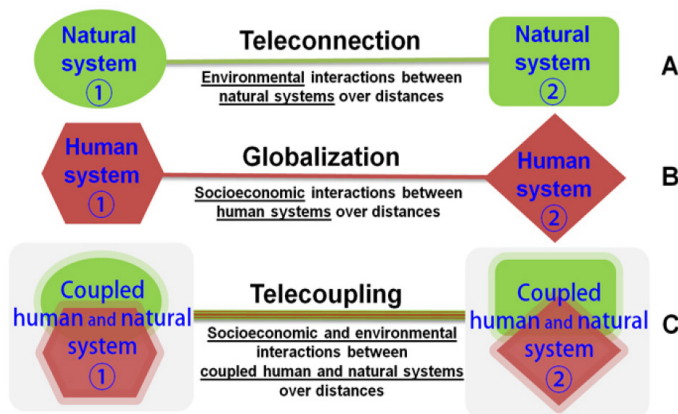 Natural
system
①
Teleconnection
Environmental interactions between
natural systems over distances
Natural
system
②
A
Human
system
①
Globalization
Socioeconomic interactions between
human systems over distances
Human
system
②
B
Coupled
human and natural
system
①
Telecoupling
Socioeconomic and environmental
interactions between
coupled human and natural systems
over distances
Coupled
human and natural
system
②
C